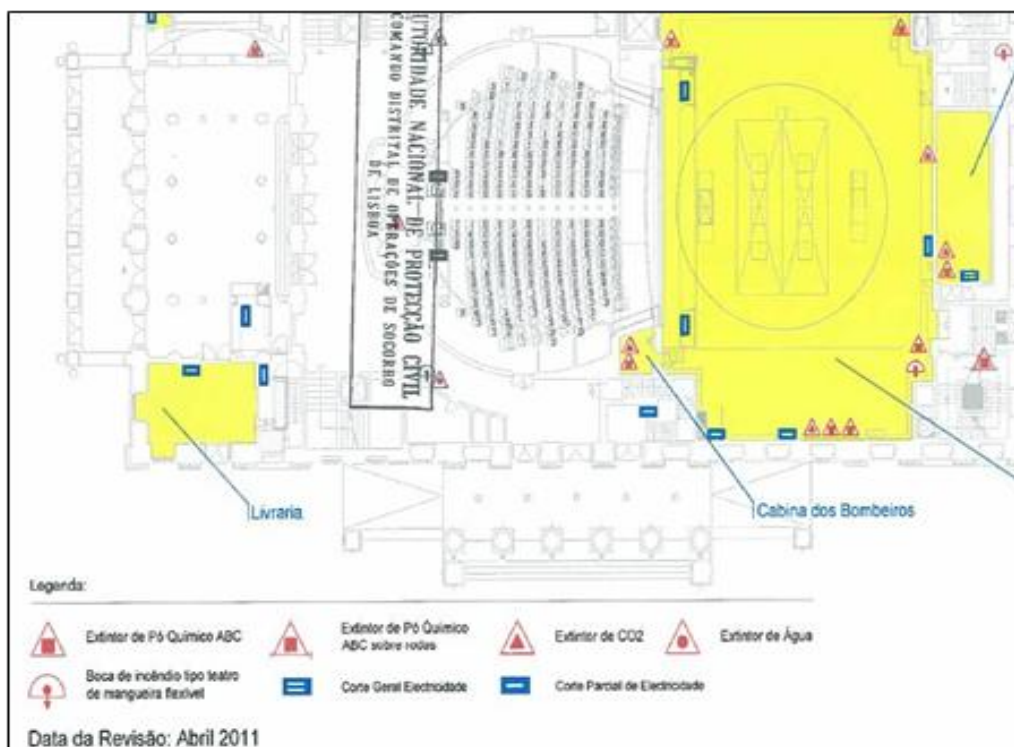 AUTORIDADE NACIONAL DE PROTECÇÃO CIVIL
COMANDO DISTRITAL DE OPERAÇÕES DE SOCORRO
DE LISBOA
Livraria
Cabina dos Bombeiros
Legenda:
Extintor de Pó Químico ABC
Extintor de Pó Químico
ABC sobre rodas
Extintor de CO2
Extintor de Água
Boca de incêndio tipo teatro
de mangueira flexível
Corte Geral Electricidade
Corte Parcial de Electricidade
Data da Revisão: Abril 2011